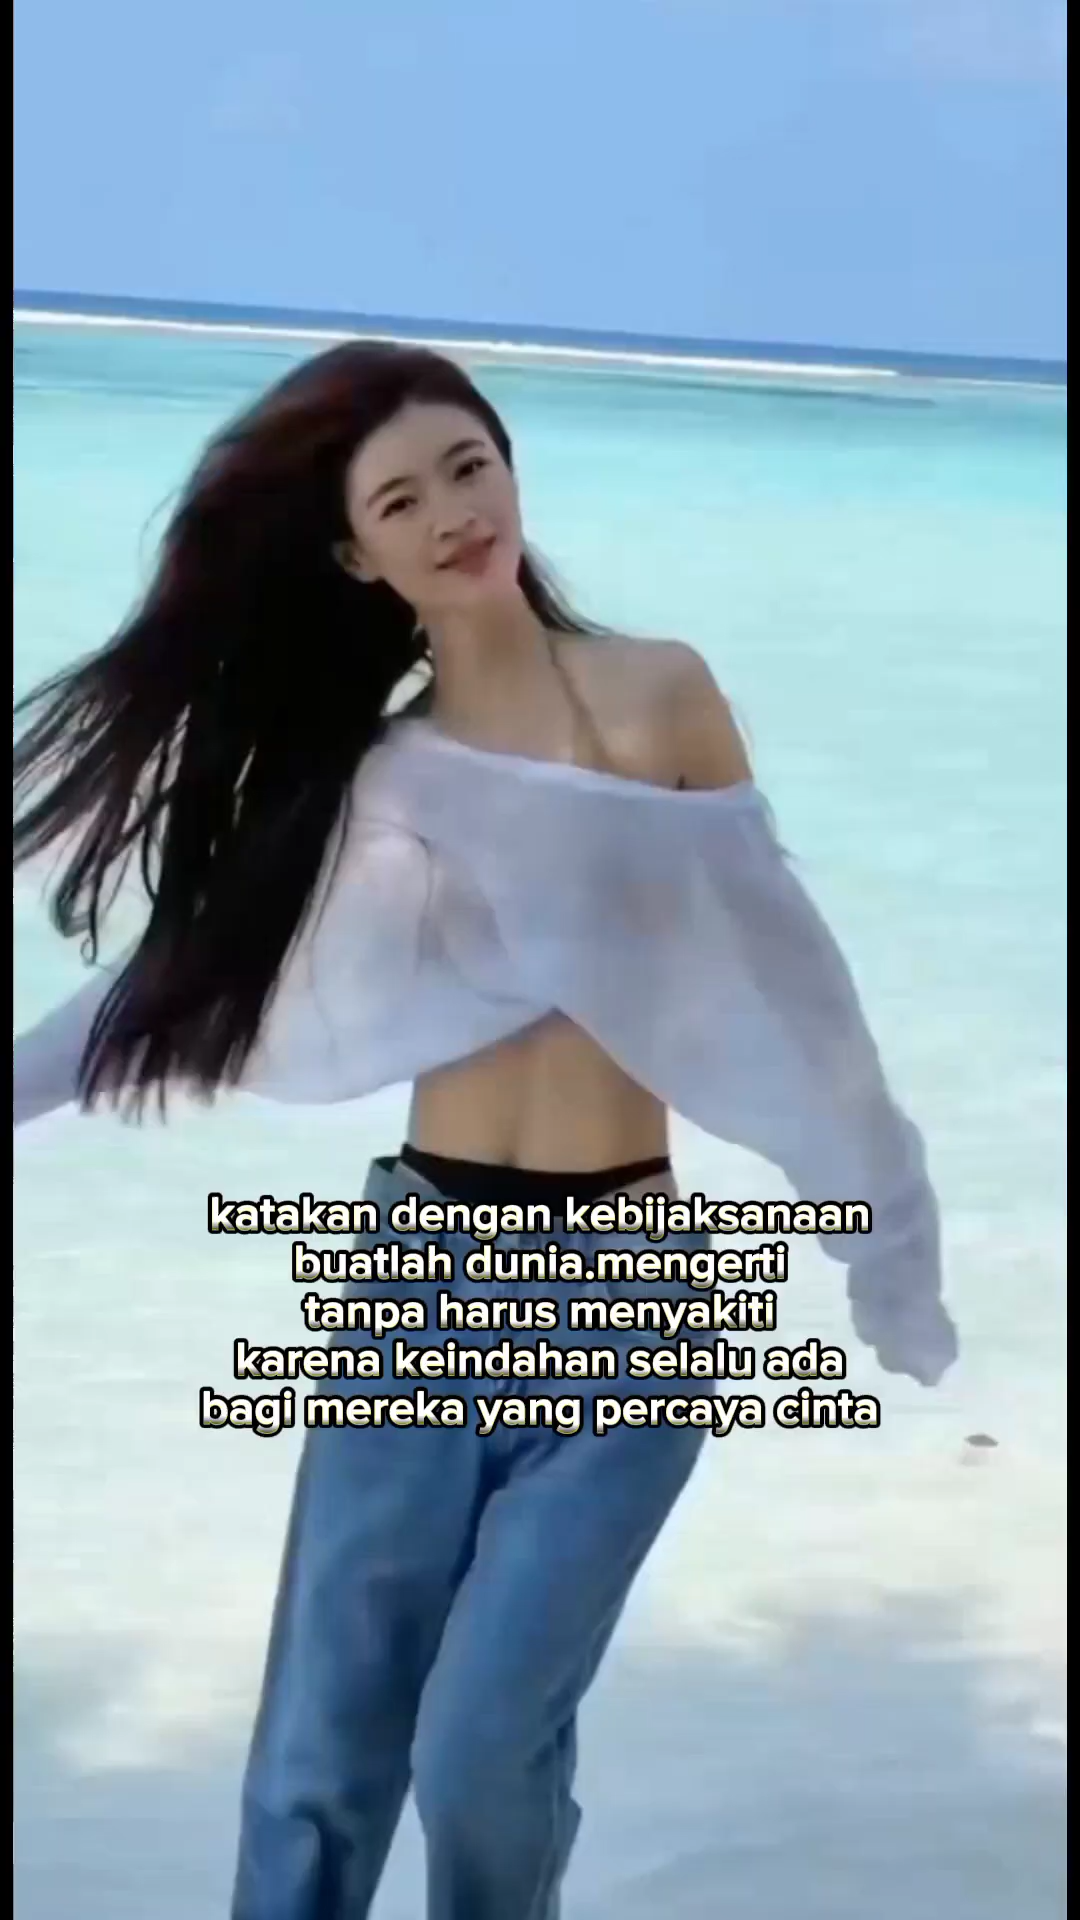 katakan dengan kebijaksanaan
buatlah dunia.mengerti
tanpa harus menyakiti
karena keindahan selalu ada
bagi mereka yang percaya cinta